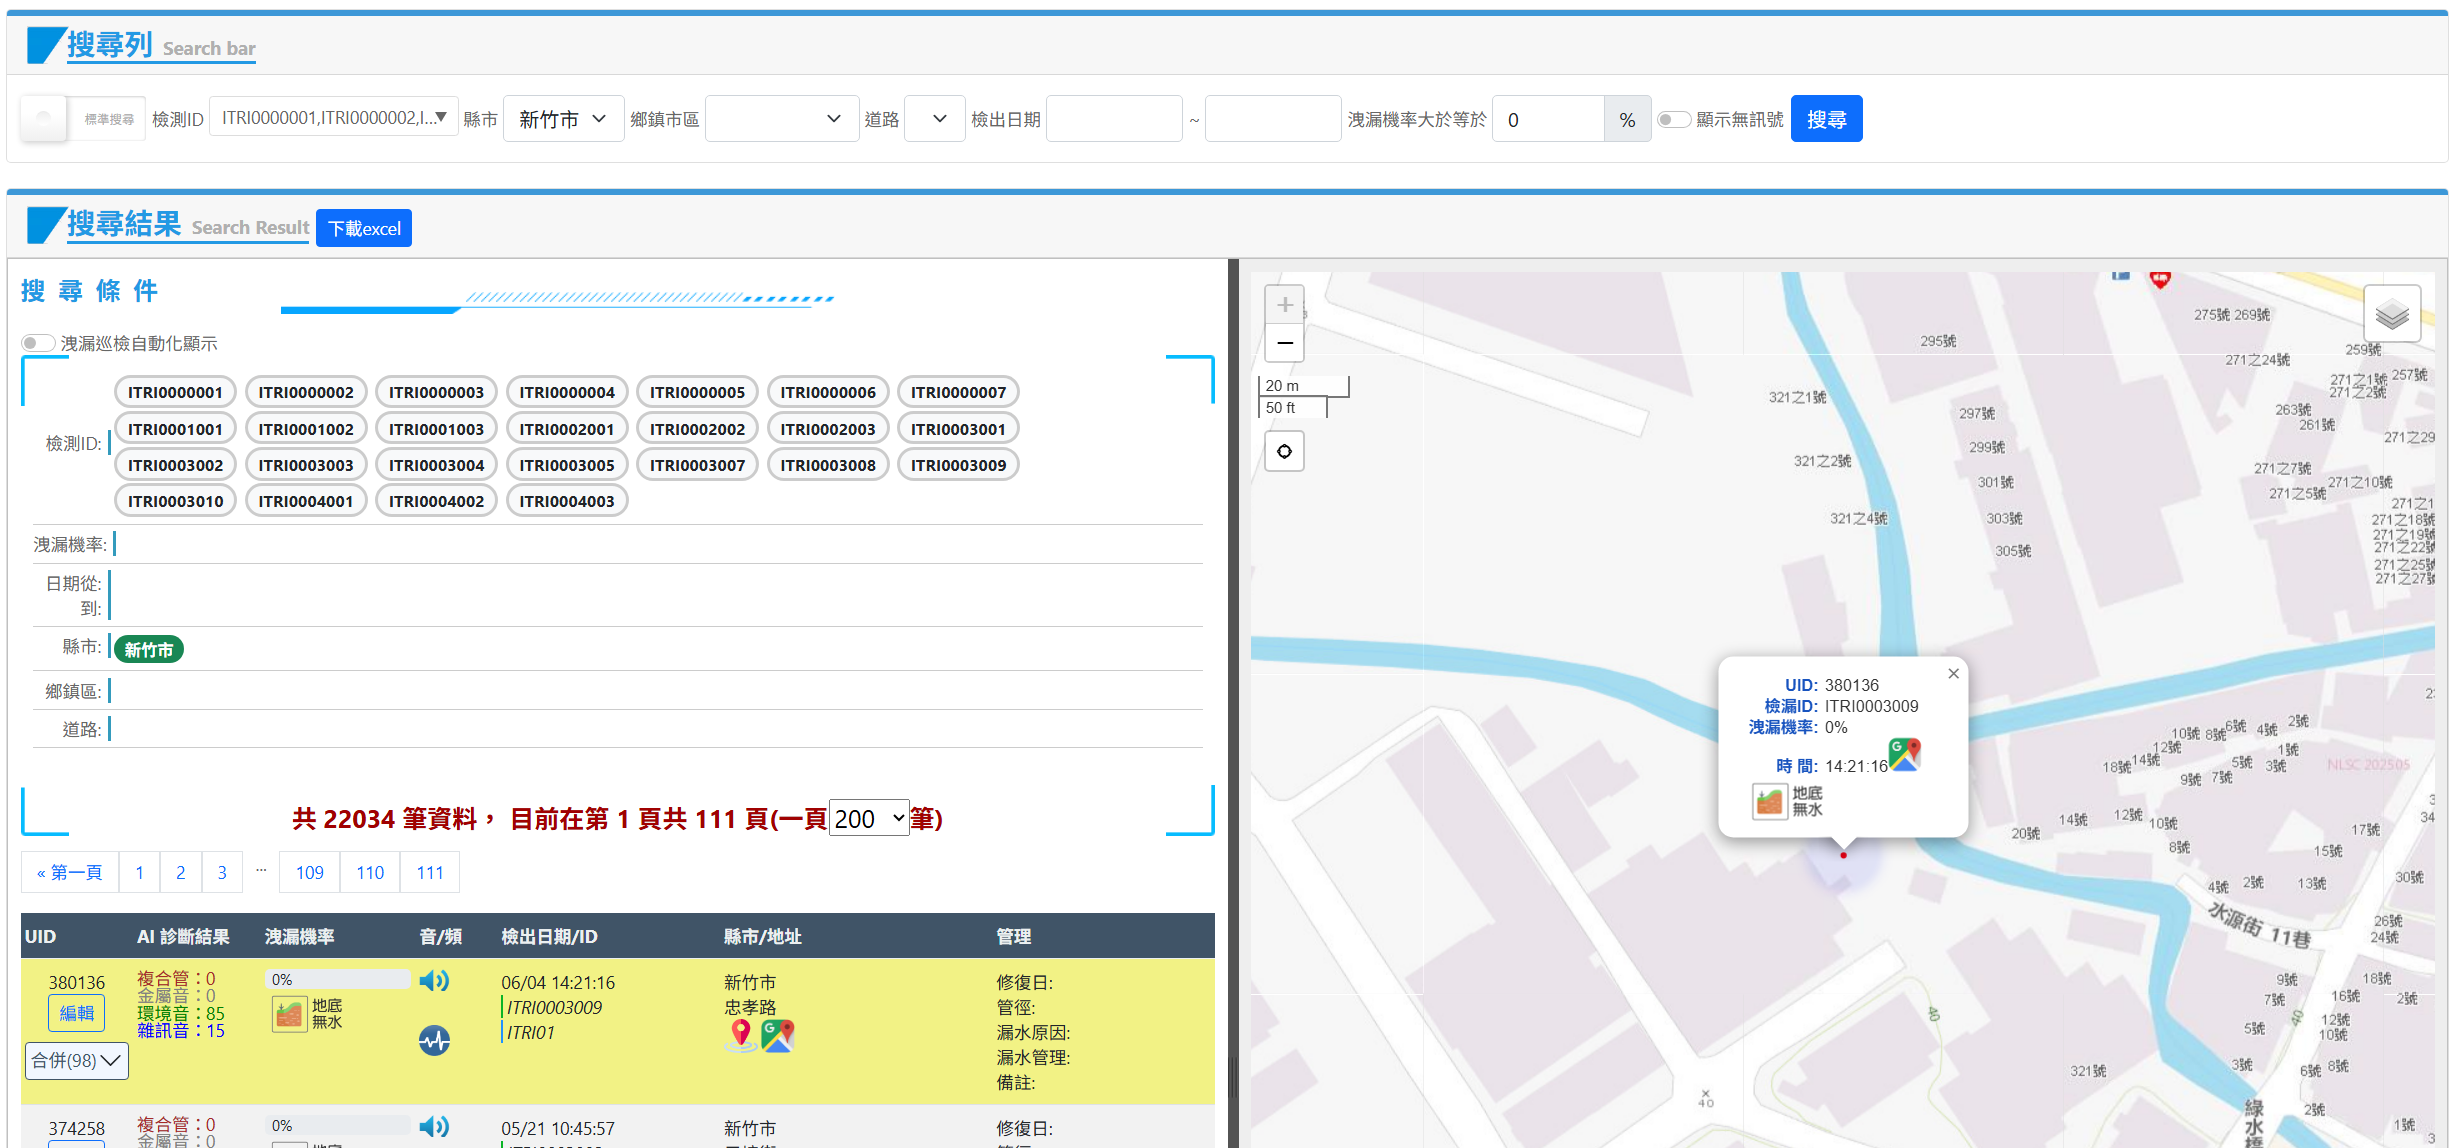 搜尋列 Search bar
標準搜尋 檢測ID ITRI0000001,ITRI0000002,I...▼ 縣市 新竹市 鄉鎮市區 道路 檢出日期 ~ 洩漏機率大於等於 0 % 顯示無訊號 搜尋
搜尋結果 Search Result 下載excel
搜尋條件
洩漏巡檢自動化顯示
檢測ID:
ITRI0000001 ITRI0000002 ITRI0000003 ITRI0000004 ITRI0000005 ITRI0000006 ITRI0000007
ITRI0001001 ITRI0001002 ITRI0001003 ITRI0002001 ITRI0002002 ITRI0002003 ITRI0003001
ITRI0003002 ITRI0003003 ITRI0003004 ITRI0003005 ITRI0003007 ITRI0003008 ITRI0003009
ITRI0003010 ITRI0004001 ITRI0004002 ITRI0004003
洩漏機率:
日期從:
到:
縣市: 新竹市
鄉鎮區:
道路:
共 22034 筆資料， 目前在第 1 頁共 111 頁(一頁 200 筆)
« 第一頁 1 2 3 ... 109 110 111
UID AI 診斷結果 洩漏機率 音/頻 檢出日期/ID 縣市/地址 管理
380136
編輯
合併(98)
複合管：0
金屬音：0
環境音：85
雜訊音：15
0%
地底
無水
06/04 14:21:16
ITRI0003009
ITRI01
新竹市
忠孝路
修復日:
管徑:
漏水原因:
漏水管理:
備註:
374258
複合管：0
金屬音：0
0%
05/21 10:45:57
新竹市
修復日:
+
−
20 m
50 ft
UID: 380136
檢漏ID: ITRI0003009
洩漏機率: 0%
時 間: 14:21:16
地底
無水
×
275號 269號
295號
259號
271之24號
257號
271之1號
271之2號
321之1號
263號
297號
261號
271之29
299號
321之2號
271之7號
301號
271之10號
271之5號
271之1
321之4號
303號
271之18號
271之19號
305號
271之22號
271之25號
271之27號
2號
6號
4號
10號 8號
12號
1號
14號
5號
3號
18號
NLSC 202505
7號
9號
12號
14號
10號
17號
34
20號
8號
15號
30號
2號
13號
4號
水源街 11巷
26號
24號
9號
18號
7號
16號
2號
40
40
12號
5號
10號
3號
8號
6號
321號
40
2號
綠水橋
1號